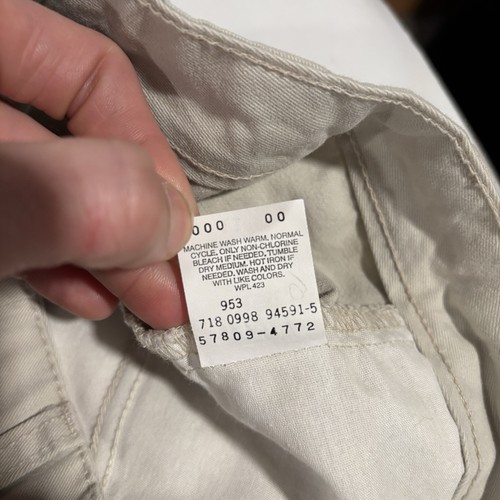 000 00
MACHINE WASH WARM, NORMAL
CYCLE. ONLY NON-CHLORINE
BLEACH IF NEEDED. TUMBLE
DRY MEDIUM. HOT IRON IF
NEEDED. WASH AND DRY
WITH LIKE COLORS.
WPL 423
953
718 0998 94591-5
57809-4772